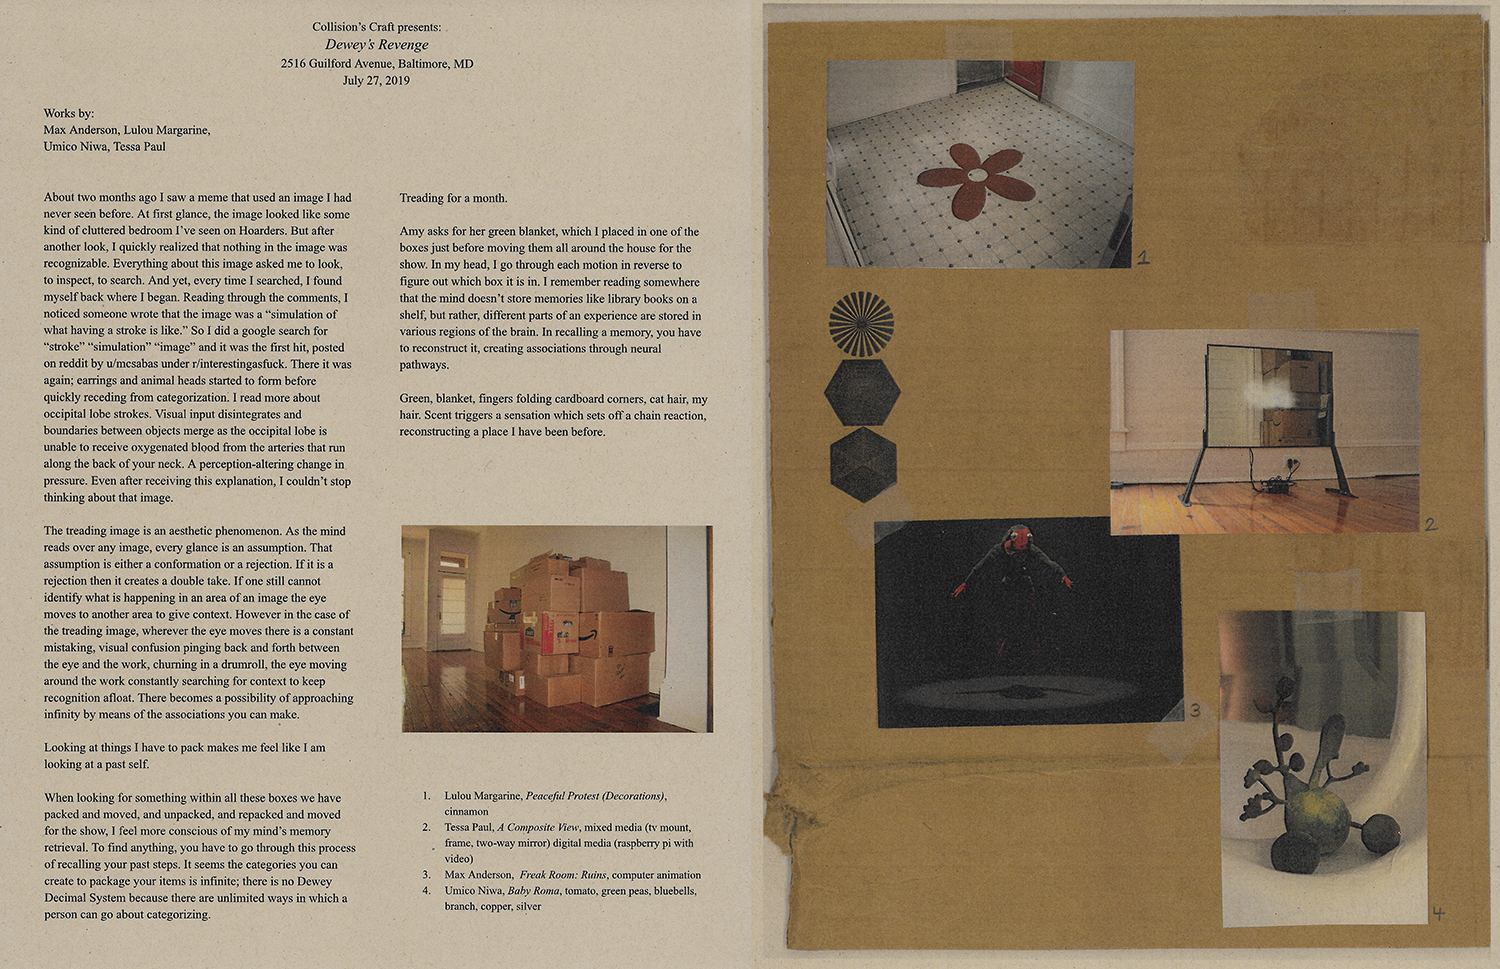 Collision's Craft presents:
Dewey's Revenge
2516 Guilford Avenue, Baltimore, MD
July 27, 2019
Works by:
Max Anderson, Lulou Margarine,
Umico Niwa, Tessa Paul
About two months ago I saw a meme that used an image I had
never seen before. At first glance, the image looked like some
kind of cluttered bedroom I've seen on Hoarders. But after
another look, I quickly realized that nothing in the image was
recognizable. Everything about this image asked me to look,
to inspect, to search. And yet, every time I searched, I found
myself back where I began. Reading through the comments, I
noticed someone wrote that the image was a “simulation of
what having a stroke is like.” So I did a google search for
“stroke” “simulation” “image” and it was the first hit, posted
on reddit by u/mcsabas under r/interestingasfuck. There it was
again; earrings and animal heads started to form before
quickly receding from categorization. I read more about
occipital lobe strokes. Visual input disintegrates and
boundaries between objects merge as the occipital lobe is
unable to receive oxygenated blood from the arteries that run
along the back of your neck. A perception-altering change in
pressure. Even after receiving this explanation, I couldn't stop
thinking about that image.
The treading image is an aesthetic phenomenon. As the mind
reads over any image, every glance is an assumption. That
assumption is either a conformation or a rejection. If it is a
rejection then it creates a double take. If one still cannot
identify what is happening in an area of an image the eye
moves to another area to give context. However in the case of
the treading image, wherever the eye moves there is a constant
mistaking, visual confusion pinging back and forth between
the eye and the work, churning in a drumroll, the eye moving
around the work constantly searching for context to keep
recognition afloat. There becomes a possibility of approaching
infinity by means of the associations you can make.
Looking at things I have to pack makes me feel like I am
looking at a past self.
When looking for something within all these boxes we have
packed and moved, and unpacked, and repacked and moved
for the show, I feel more conscious of my mind's memory
retrieval. To find anything, you have to go through this process
of recalling your past steps. It seems the categories you can
create to package your items is infinite; there is no Dewey
Decimal System because there are unlimited ways in which a
person can go about categorizing.
Treading for a month.
Amy asks for her green blanket, which I placed in one of the
boxes just before moving them all around the house for the
show. In my head, I go through each motion in reverse to
figure out which box it is in. I remember reading somewhere
that the mind doesn't store memories like library books on a
shelf, but rather, different parts of an experience are stored in
various regions of the brain. In recalling a memory, you have
to reconstruct it, creating associations through neural
pathways.
Green, blanket, fingers folding cardboard corners, cat hair, my
hair. Scent triggers a sensation which sets off a chain reaction,
reconstructing a place I have been before.
1. Lulou Margarine, Peaceful Protest (Decorations),
cinnamon
2. Tessa Paul, A Composite View, mixed media (tv mount,
frame, two-way mirror) digital media (raspberry pi with
video)
3. Max Anderson, Freak Room: Ruins, computer animation
4. Umico Niwa, Baby Roma, tomato, green peas, bluebells,
branch, copper, silver
1
2
3
4